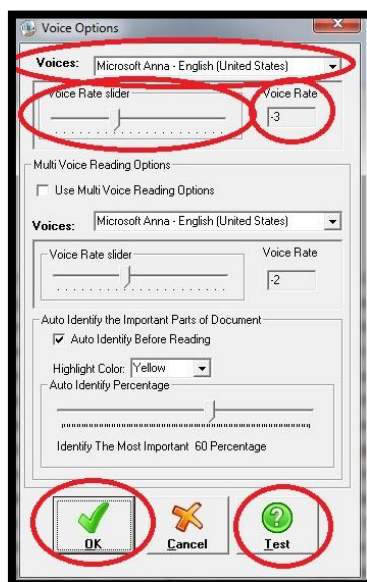 Voice Options
Voices: Microsoft Anna - English (United States)
Voice Rate slider Voice Rate
-3
Multi Voice Reading Options
Use Multi Voice Reading Options
Voices: Microsoft Anna - English (United States)
Voice Rate slider Voice Rate
-2
Auto Identify the Important Parts of Document
Auto Identify Before Reading
Highlight Color: Yellow
Auto Identify Percentage
Identify The Most Important 60 Percentage
OK Cancel Test